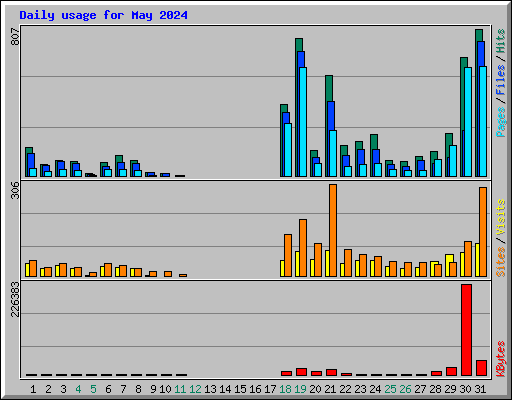 Daily usage for May 2024
807
Pages / Files / Hits
306
Sites / Visits
226383
KBytes
1 2 3 4 5 6 7 8 9 10 11 12 13 14 15 16 17 18 19 20 21 22 23 24 25 26 27 28 29 30 31